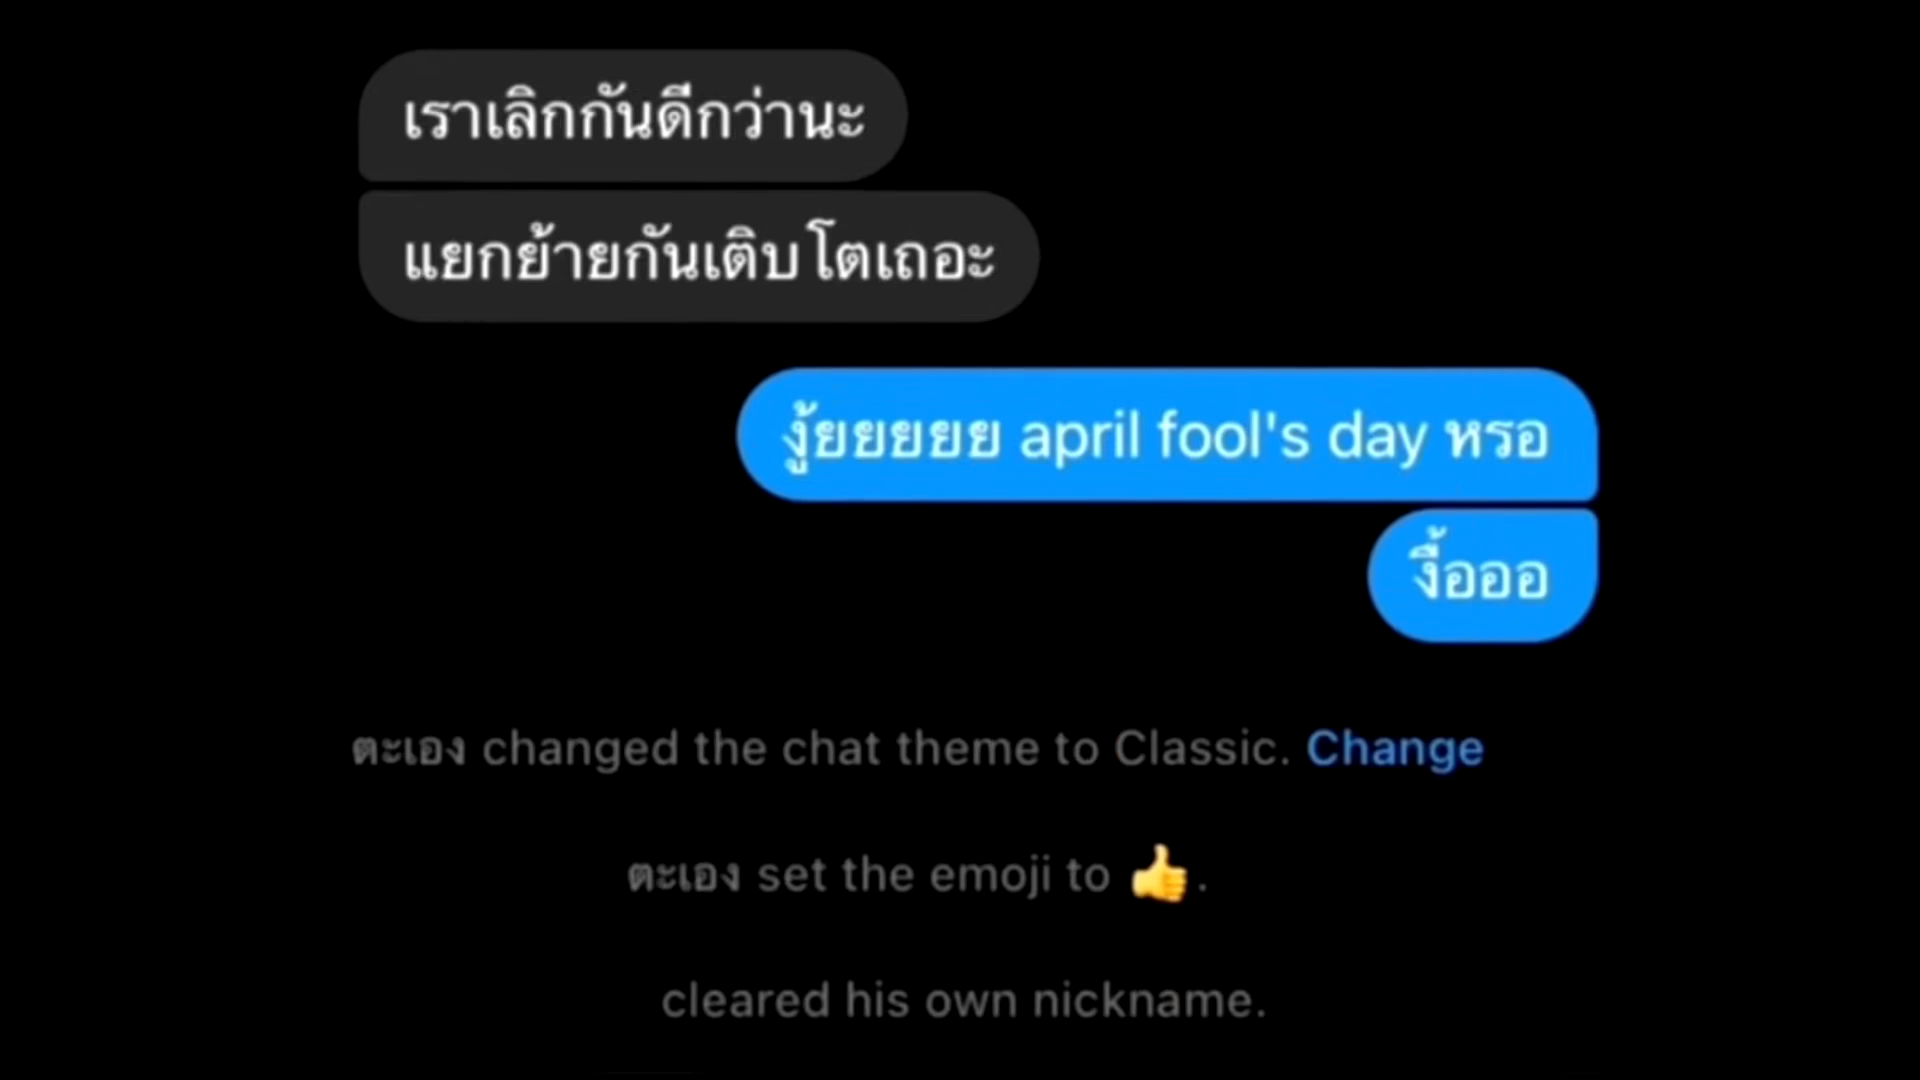 เราเลิกกันดีกว่านะ
แยกย้ายกันเติบโตเถอะ
งู้ยยยยย april fool's day หรอ
งื้อออ
ตะเอง changed the chat theme to Classic. Change
ตะเอง set the emoji to 👍.
cleared his own nickname.